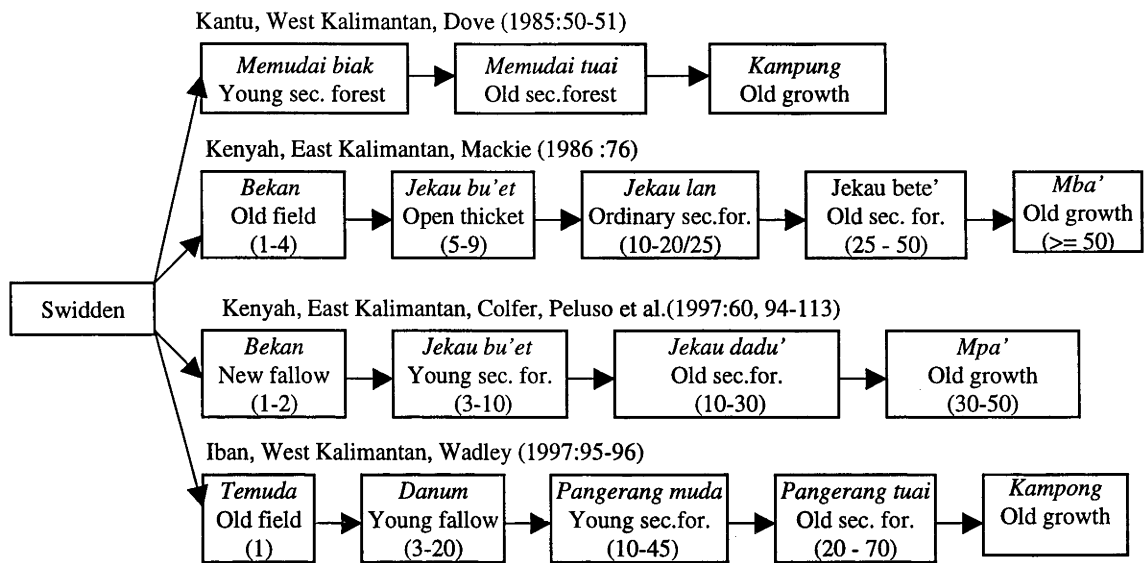 Kantu, West Kalimantan, Dove (1985:50-51)
Memudai biak
Young sec. forest
Memudai tuai
Old sec.forest
Kampung
Old growth
Kenyah, East Kalimantan, Mackie (1986 :76)
Bekan
Old field
(1-4)
Jekau bu'et
Open thicket
(5-9)
Jekau lan
Ordinary sec.for.
(10-20/25)
Jekau bete'
Old sec. for.
(25 - 50)
Mba'
Old growth
(>= 50)
Swidden
Kenyah, East Kalimantan, Colfer, Peluso et al.(1997:60, 94-113)
Bekan
New fallow
(1-2)
Jekau bu'et
Young sec. for.
(3-10)
Jekau dadu'
Old sec.for.
(10-30)
Mpa'
Old growth
(30-50)
Iban, West Kalimantan, Wadley (1997:95-96)
Temuda
Old field
(1)
Danum
Young fallow
(3-20)
Pangerang muda
Young sec.for.
(10-45)
Pangerang tuai
Old sec. for.
(20 - 70)
Kampong
Old growth